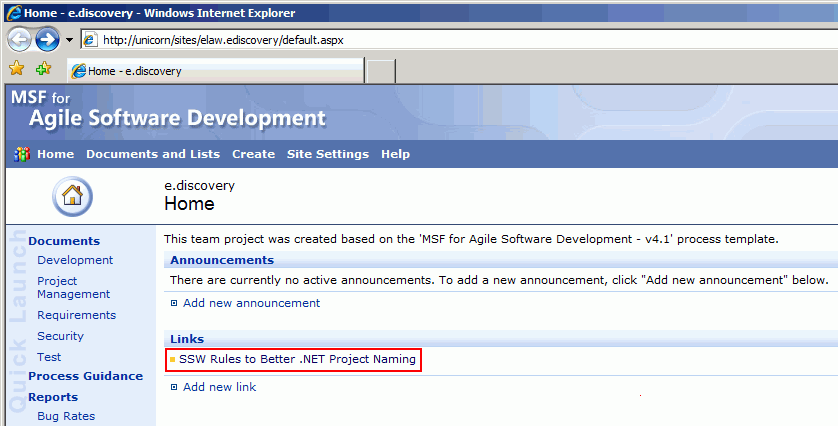 Home - e.discovery - Windows Internet Explorer
http://unicorn/sites/elaw.ediscovery/default.aspx
Home - e.discovery
MSF for
Agile Software Development
Home Documents and Lists Create Site Settings Help
e.discovery
Home
Quick Launch
Documents
Development
Project
Management
Requirements
Security
Test
Process Guidance
Reports
Bug Rates
This team project was created based on the 'MSF for Agile Software Development - v4.1' process template.
Announcements
There are currently no active announcements. To add a new announcement, click "Add new announcement" below.
Add new announcement
Links
SSW Rules to Better .NET Project Naming
Add new link